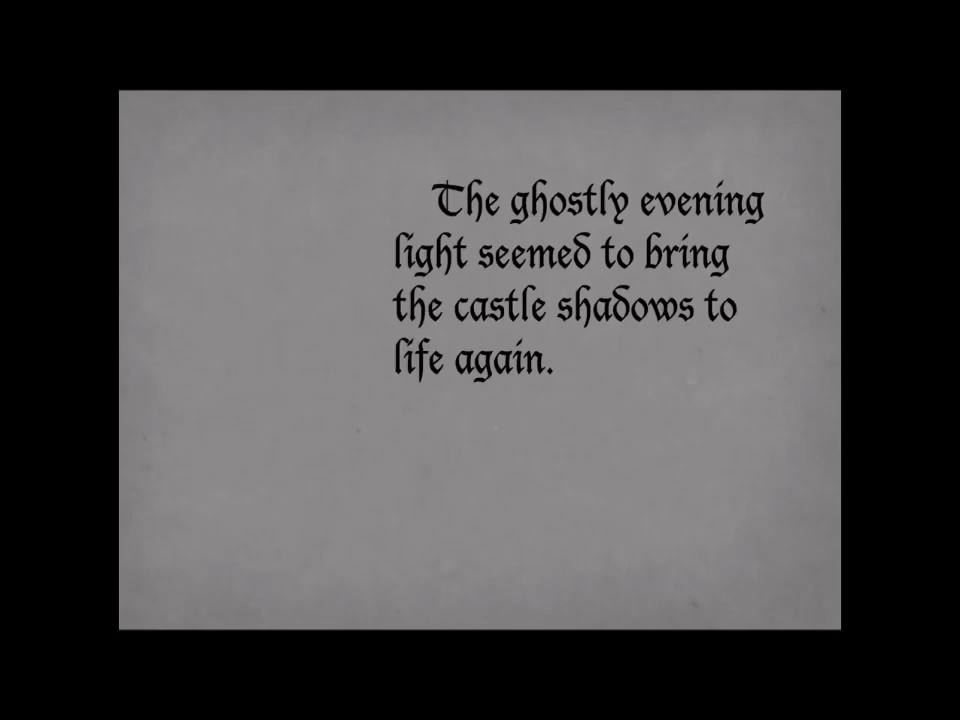 The ghostly evening
light seemed to bring
the castle shadows to
life again.